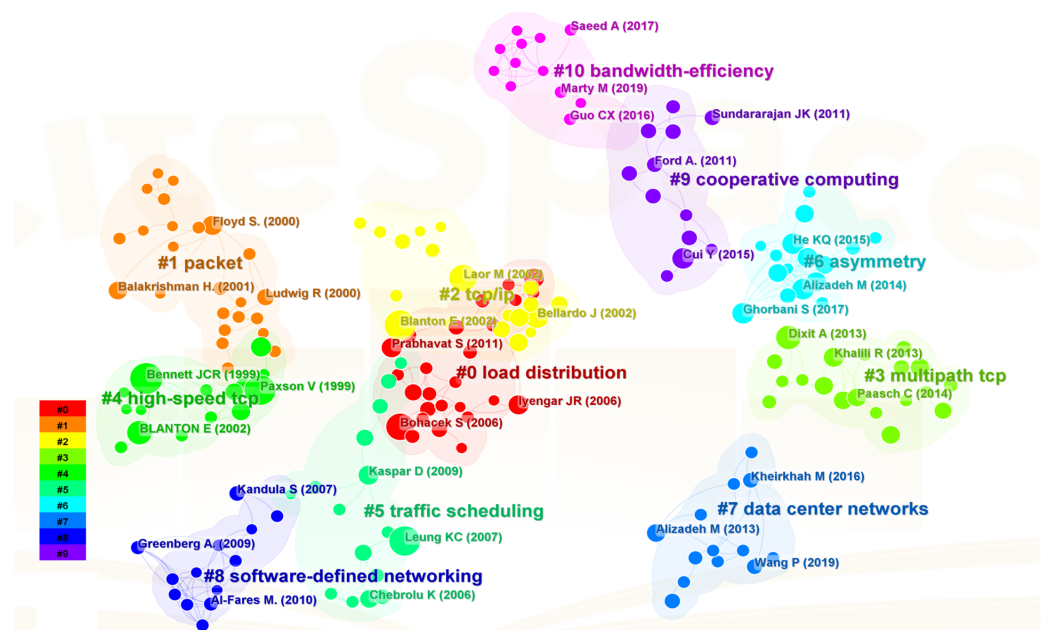 Saeed A (2017)
#10 bandwidth-efficiency
Marty M (2019)
Guo CX (2016)
Sundararajan JK (2011)
Ford A. (2011)
#9 cooperative computing
Cui Y (2015)
Floyd S. (2000)
#1 packet
Balakrishman H. (2001)
Ludwig R (2000)
Laor M (2002)
#2 tcp/ip
Blanton E (2002)
Bellardo J (2002)
He KQ (2015)
#6 asymmetry
Alizadeh M (2014)
Ghorbani S (2017)
Dixit A (2013)
Khalili R (2013)
#3 multipath tcp
Paasch C (2014)
Prabhavat S (2011)
#0 load distribution
Iyengar JR (2006)
Bohacek S (2006)
Bennett JCR (1999)
Paxson V (1999)
#4 high-speed tcp
BLANTON E (2002)
Kaspar D (2009)
#5 traffic scheduling
Leung KC (2007)
Chebrolu K (2006)
Kandula S (2007)
Greenberg A. (2009)
#8 software-defined networking
Al-Fares M. (2010)
Kheirkhah M (2016)
#7 data center networks
Alizadeh M (2013)
Wang P (2019)
#0
#1
#2
#3
#4
#5
#6
#7
#8
#9
CiteSpace